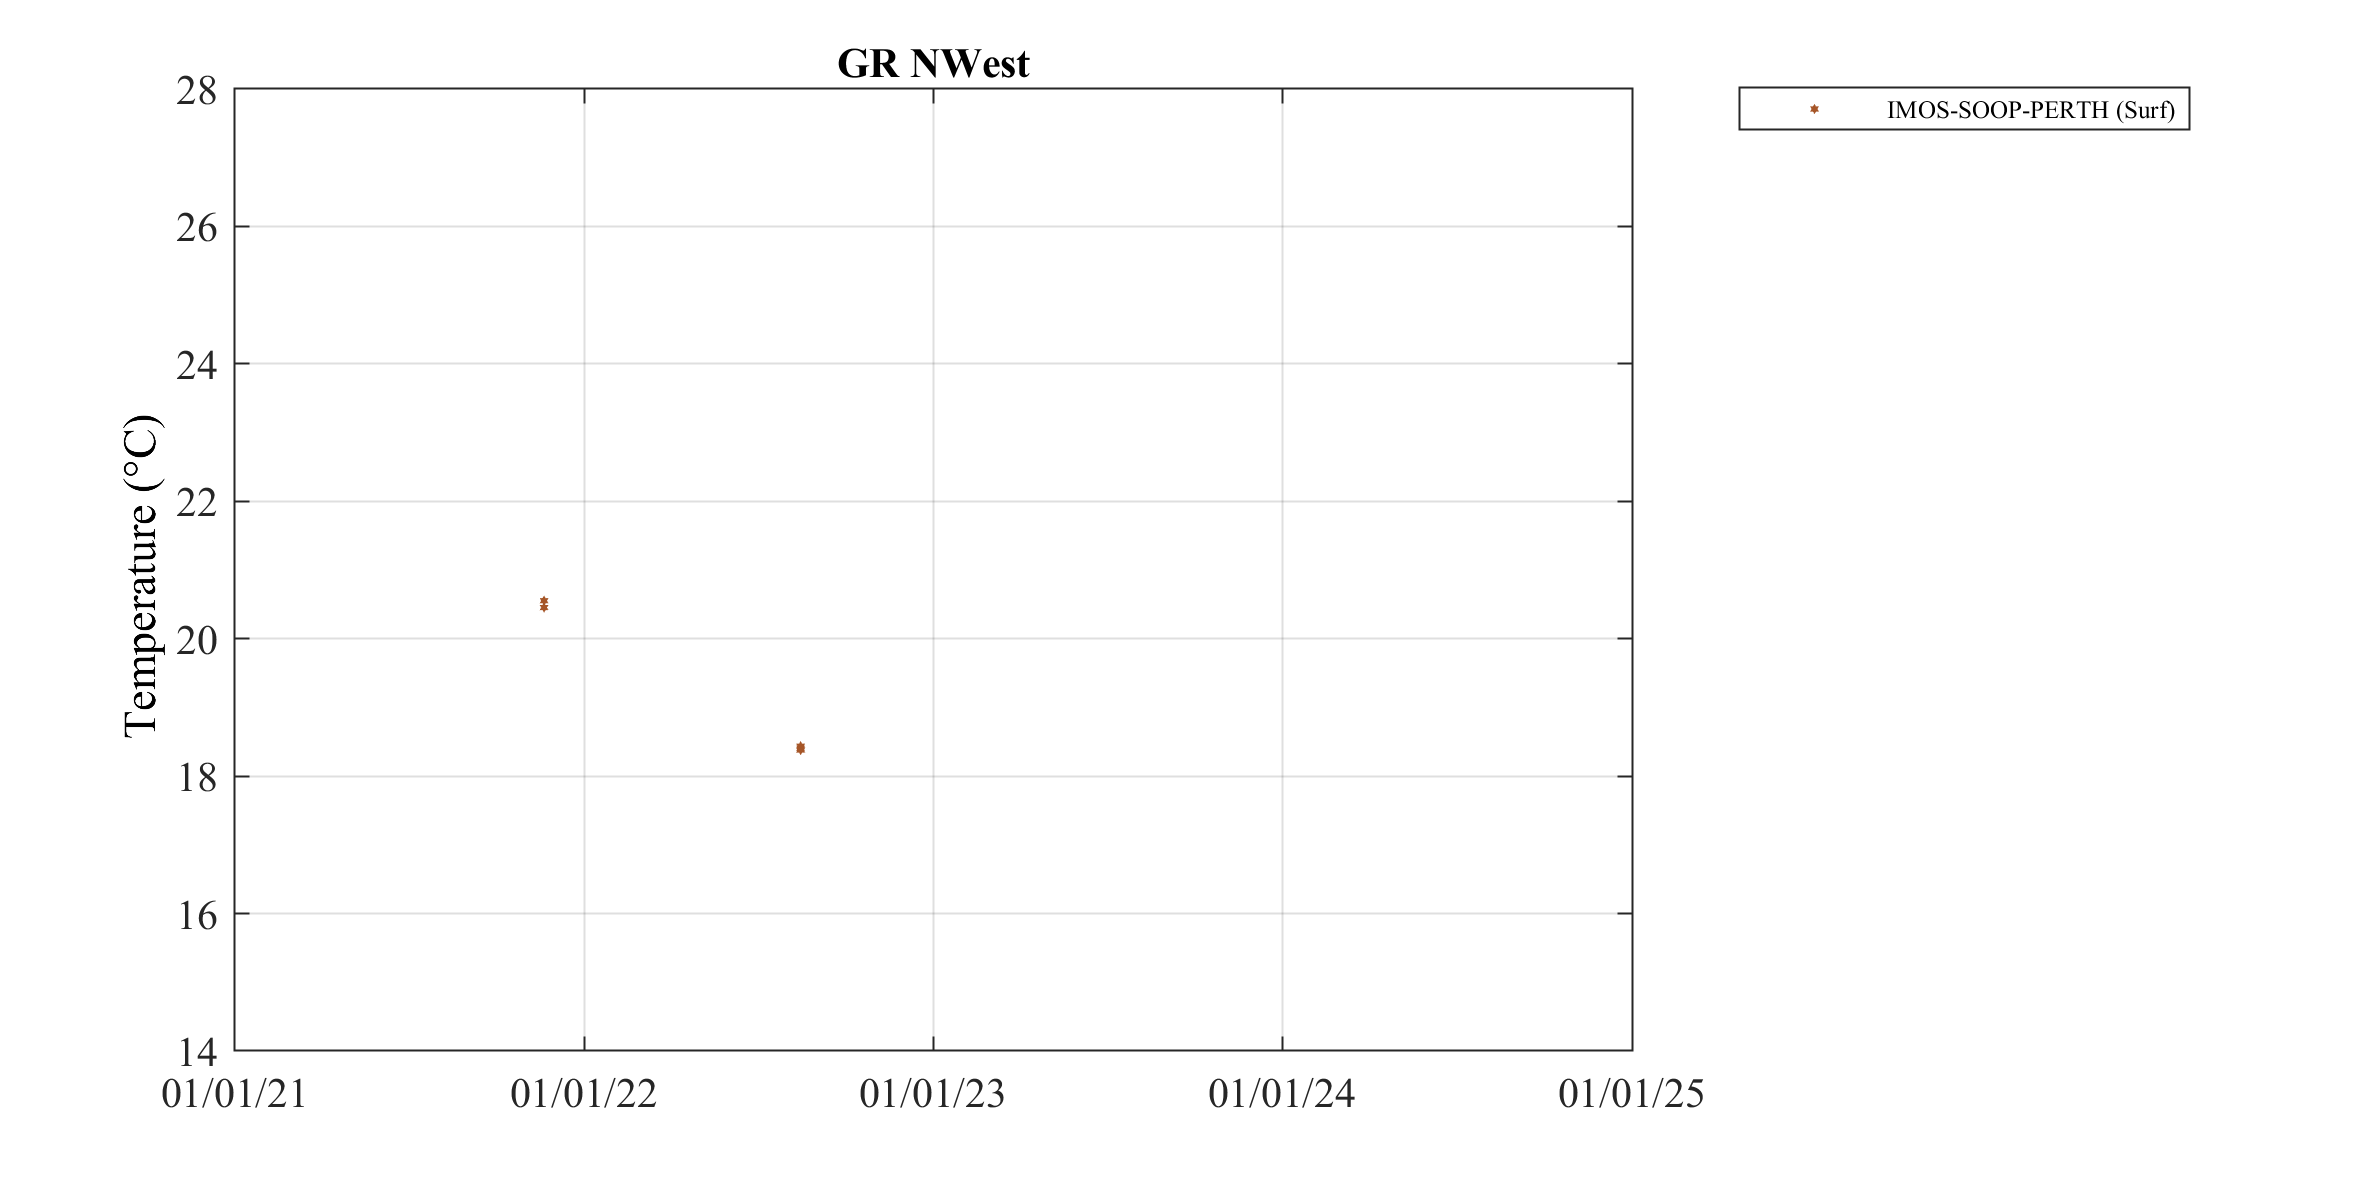 GR NWest
28
26
24
22
20
18
16
14
Temperature (°C)
01/01/21 01/01/22 01/01/23 01/01/24 01/01/25
IMOS-SOOP-PERTH (Surf)